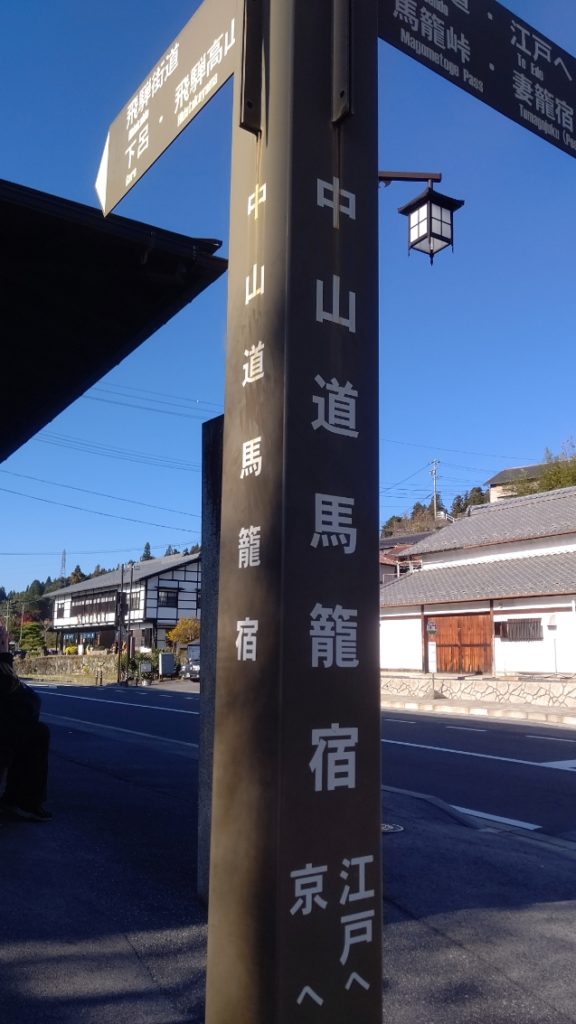 飛騨街道
下呂・飛騨高山
Gero
江戸へ
To Edo
馬籠峠・妻籠宿
Magometoge Pass
中山道馬籠宿
中山道馬籠宿
江戸へ
京へ